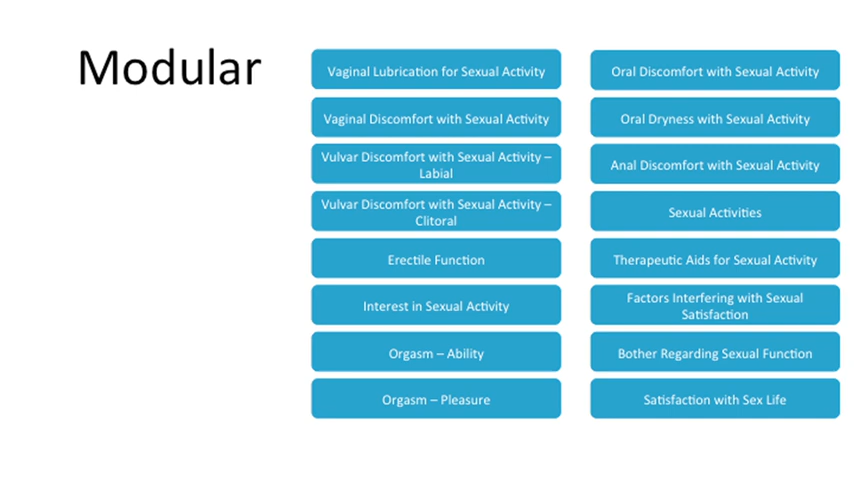 Modular
Vaginal Lubrication for Sexual Activity
Vaginal Discomfort with Sexual Activity
Vulvar Discomfort with Sexual Activity –
Labial
Vulvar Discomfort with Sexual Activity –
Clitoral
Erectile Function
Interest in Sexual Activity
Orgasm – Ability
Orgasm – Pleasure
Oral Discomfort with Sexual Activity
Oral Dryness with Sexual Activity
Anal Discomfort with Sexual Activity
Sexual Activities
Therapeutic Aids for Sexual Activity
Factors Interfering with Sexual
Satisfaction
Bother Regarding Sexual Function
Satisfaction with Sex Life